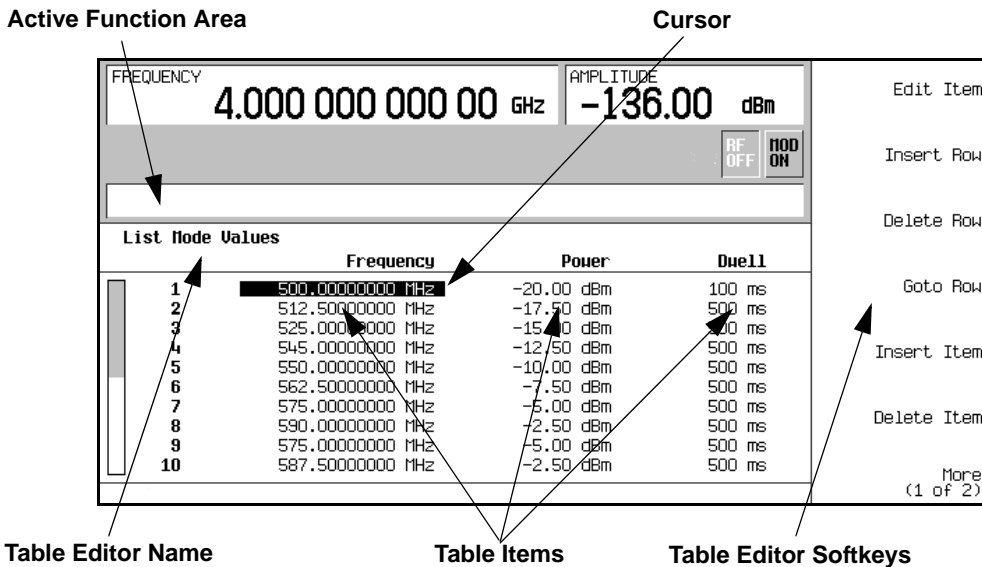 Active Function Area
Cursor
FREQUENCY
4.000 000 000 00 GHz
AMPLITUDE
-136.00 dBm
RF OFF
MOD ON
Edit Item
Insert Row
Delete Row
Goto Row
Insert Item
Delete Item
More
(1 of 2)
List Mode Values
Frequency Power Dwell
1 500.00000000 MHz -20.00 dBm 100 ms
2 512.50000000 MHz -17.50 dBm 500 ms
3 525.00000000 MHz -15.00 dBm 500 ms
4 545.00000000 MHz -12.50 dBm 500 ms
5 550.00000000 MHz -10.00 dBm 500 ms
6 562.50000000 MHz -7.50 dBm 500 ms
7 575.00000000 MHz -5.00 dBm 500 ms
8 590.00000000 MHz -2.50 dBm 500 ms
9 575.00000000 MHz -5.00 dBm 500 ms
10 587.50000000 MHz -2.50 dBm 500 ms
Table Editor Name
Table Items
Table Editor Softkeys